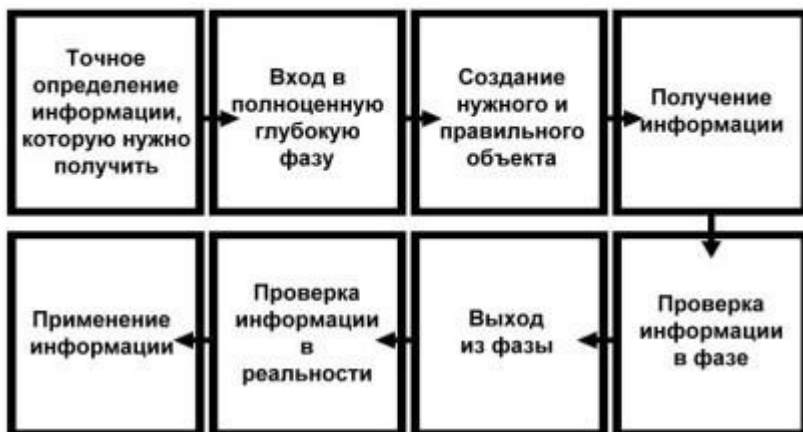 Точное
определение
информации,
которую нужно
получить
Вход в
полноценную
глубокую
фазу
Создание
нужного и
правильного
объекта
Получение
информации
Проверка
информации
в фазе
Выход
из фазы
Проверка
информации
в
реальности
Применение
информации